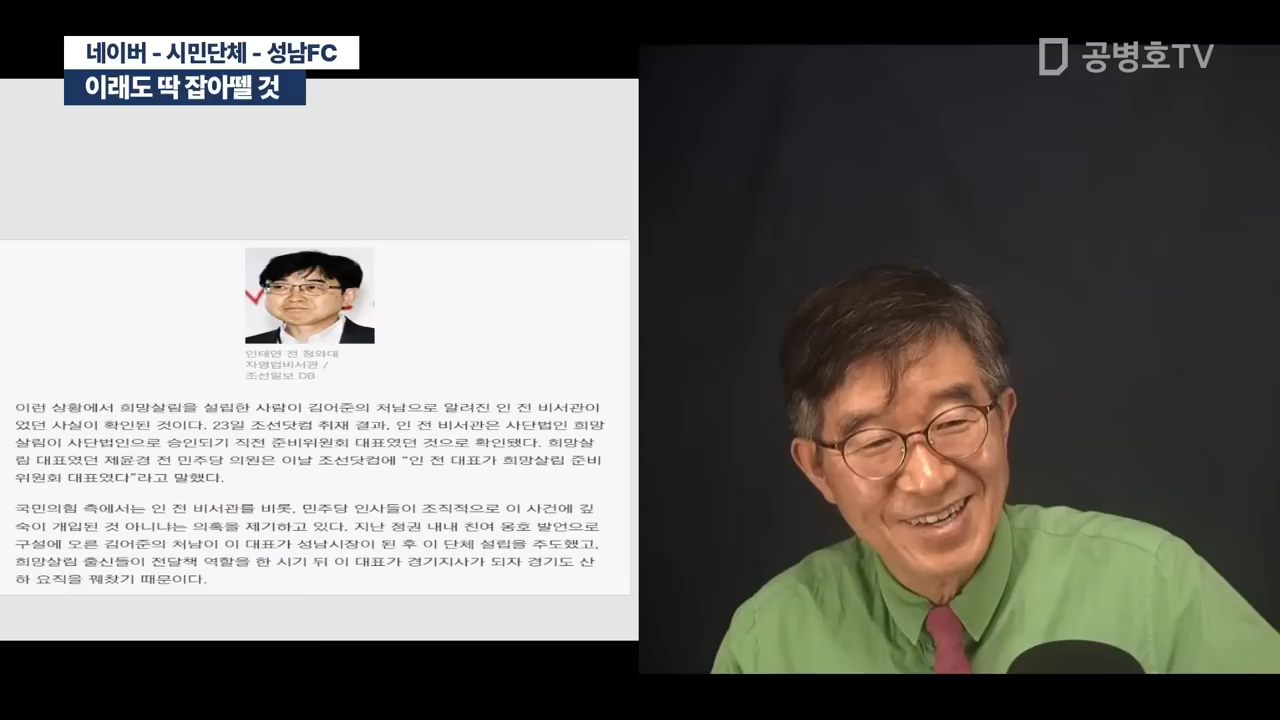 네이버 - 시민단체 - 성남FC
이래도 딱 잡아뗄 것
공병호TV
인태연 전 청와대
자영업비서관 /
조선일보 DB
이런 상황에서 희망살림을 설립한 사람이 김어준의 처남으로 알려진 인 전 비서관이
었던 사실이 확인된 것이다. 23일 조선닷컴 취재 결과, 인 전 비서관은 사단법인 희망
살림이 사단법인으로 승인되기 직전 준비위원회 대표였던 것으로 확인됐다. 희망살
림 대표였던 제윤경 전 민주당 의원은 이날 조선닷컴에 “인 전 대표가 희망살림 준비
위원회 대표였다”라고 말했다.
국민의힘 측에서는 인 전 비서관를 비롯, 민주당 인사들이 조직적으로 이 사건에 깊
숙이 개입된 것 아니냐는 의혹을 제기하고 있다. 지난 정권 내내 친여 옹호 발언으로
구설에 오른 김어준의 처남이 이 대표가 성남시장이 된 후 이 단체 설립을 주도했고,
희망살림 출신들이 전달책 역할을 한 시기 뒤 이 대표가 경기지사가 되자 경기도 산
하 요직을 꿰찼기 때문이다.